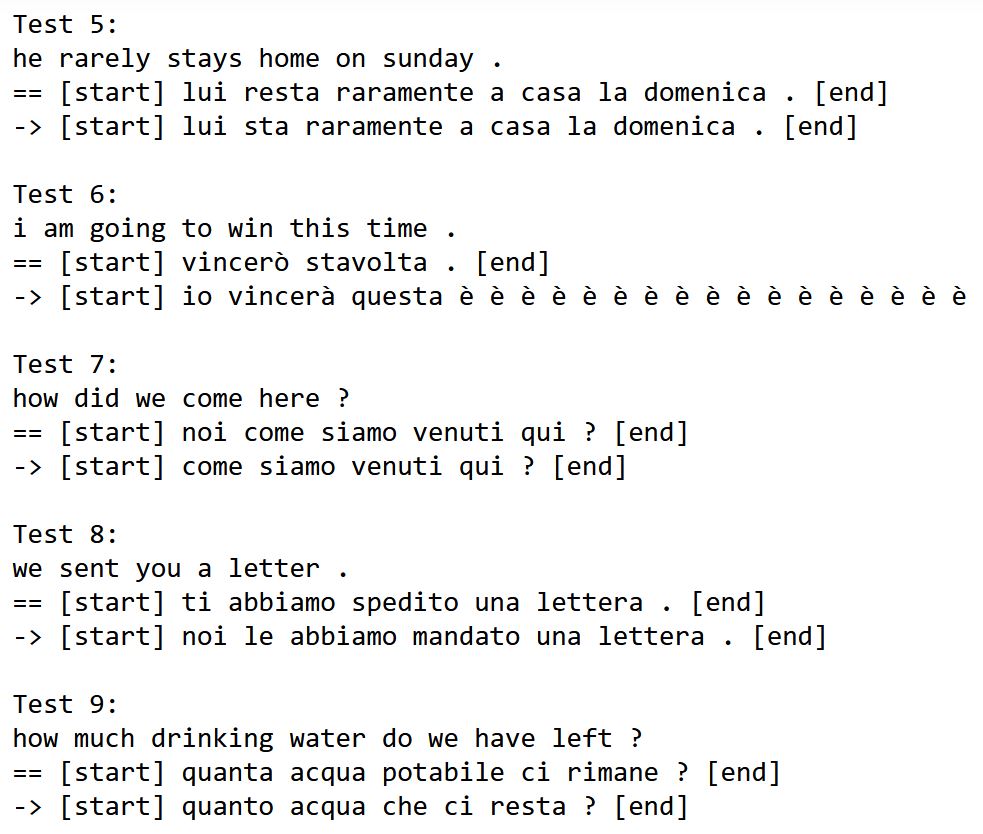 Test 5:
he rarely stays home on sunday .
== [start] lui resta raramente a casa la domenica . [end]
-> [start] lui sta raramente a casa la domenica . [end]
Test 6:
i am going to win this time .
== [start] vincerò stavolta . [end]
-> [start] io vincerà questa è è è è è è è è è è è è è è è è è
Test 7:
how did we come here ?
== [start] noi come siamo venuti qui ? [end]
-> [start] come siamo venuti qui ? [end]
Test 8:
we sent you a letter .
== [start] ti abbiamo spedito una lettera . [end]
-> [start] noi le abbiamo mandato una lettera . [end]
Test 9:
how much drinking water do we have left ?
== [start] quanta acqua potabile ci rimane ? [end]
-> [start] quanto acqua che ci resta ? [end]